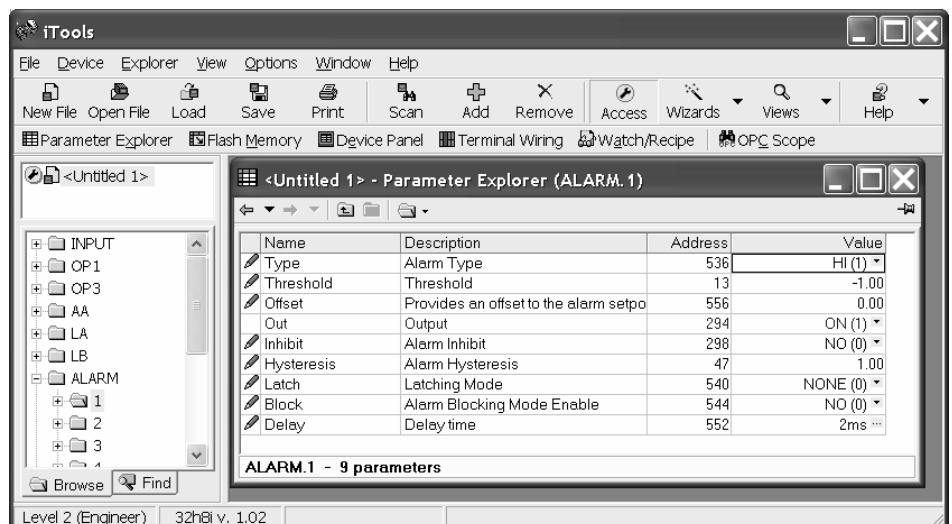 iTools
File Device Explorer View Options Window Help
New File Open File Load Save Print Scan Add Remove Access Wizards Views Help
Parameter Explorer Flash Memory Device Panel Terminal Wiring Watch/Recipe OPC Scope
<Untitled 1>
<Untitled 1> - Parameter Explorer (ALARM.1)
INPUT
OP1
OP3
AA
LA
LB
ALARM
1
2
3
Browse Find
Name Description Address Value
Type Alarm Type 536 HI (1)
Threshold Threshold 13 -1.00
Offset Provides an offset to the alarm setpo 556 0.00
Out Output 294 ON (1)
Inhibit Alarm Inhibit 298 NO (0)
Hysteresis Alarm Hysteresis 47 1.00
Latch Latching Mode 540 NONE (0)
Block Alarm Blocking Mode Enable 544 NO (0)
Delay Delay time 552 2ms ...
ALARM.1 - 9 parameters
Level 2 (Engineer) 32h8i v. 1.02